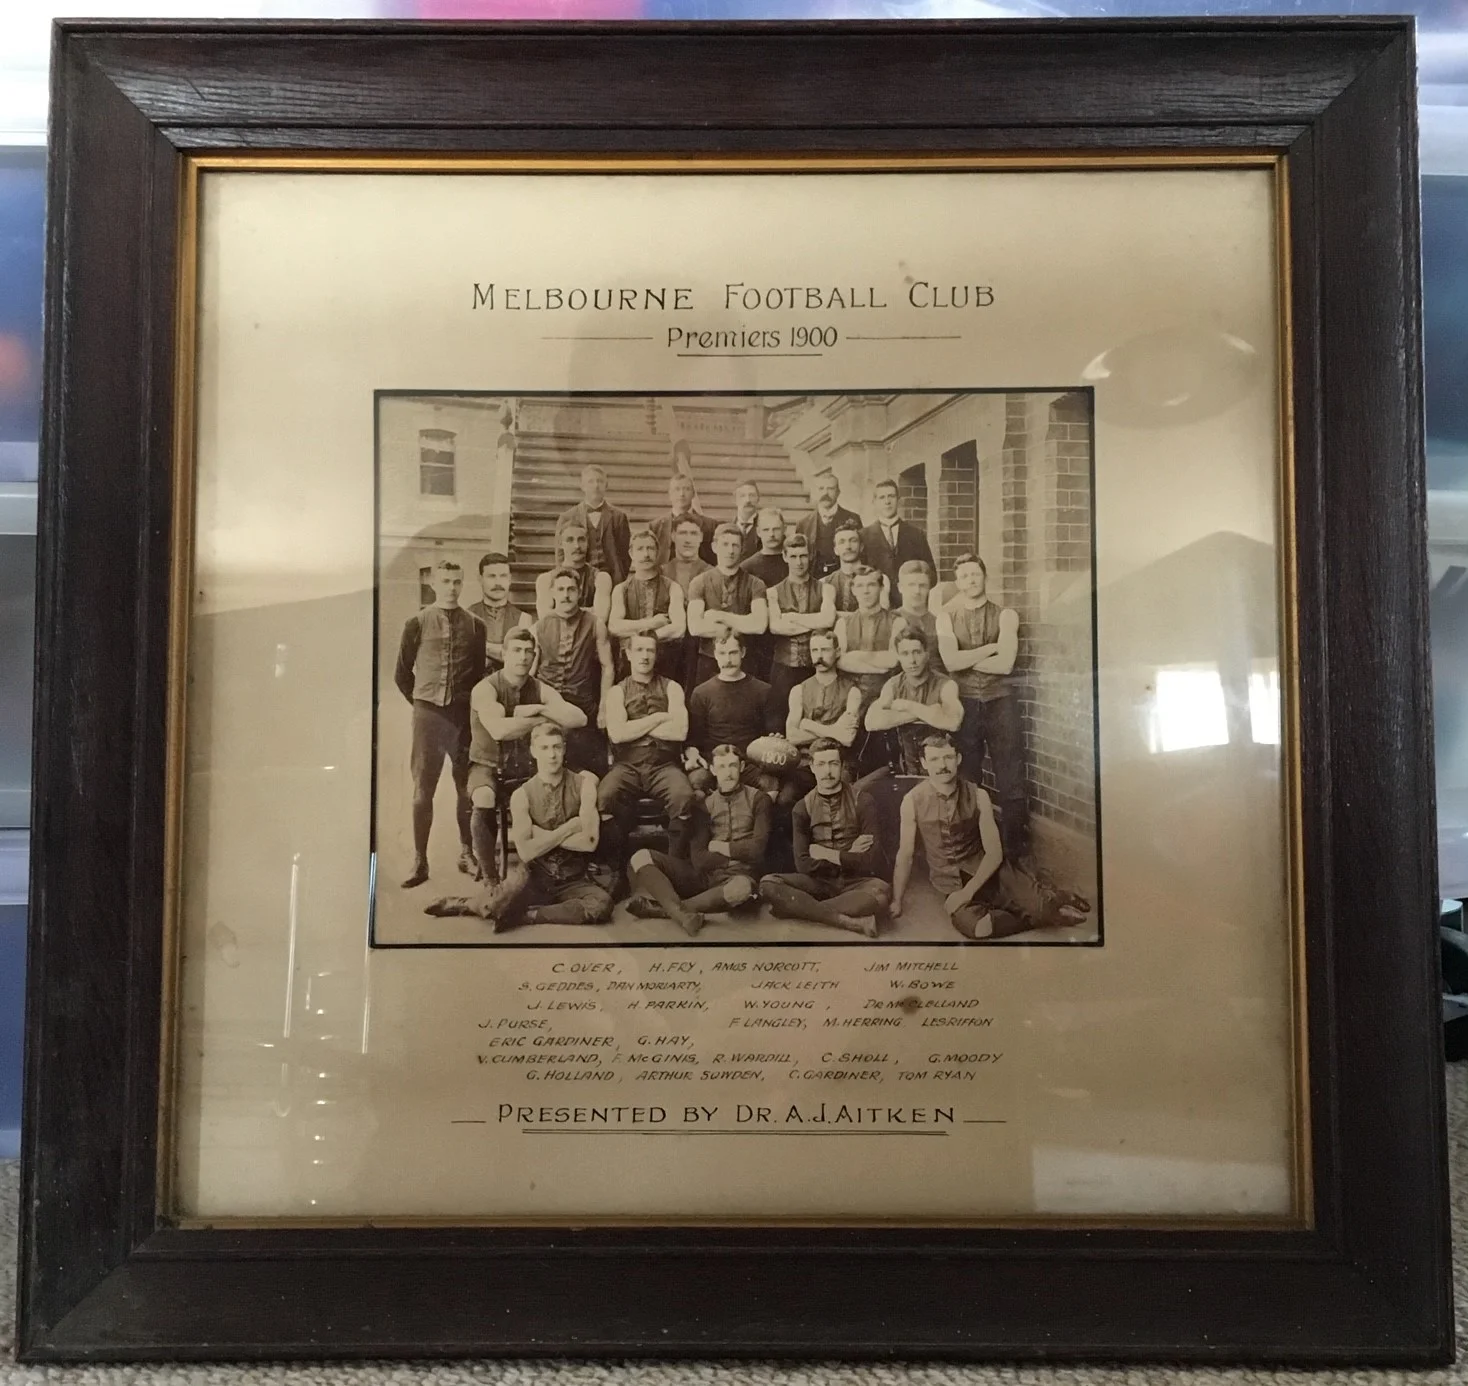 MELBOURNE FOOTBALL CLUB
Premiers 1900
1900
C. OVER, H. FRY, AMOS NORCOTT, JIM MITCHELL
S. GEDDES, DAN MORIARTY, JACK LEITH W. BOWE
J. LEWIS, H. PARKIN, W. YOUNG, DR McCLELLAND
J. PURSE, F LANGLEY, M. HERRING LESRIFFON
ERIC GARDINER, G. HAY,
V. CUMBERLAND, F. McGINIS, R. WARDILL, C. SHOLL, G. MOODY
G. HOLLAND, ARTHUR SOWDEN, C. GARDINER, TOM RYAN
PRESENTED BY DR. A.J. AITKEN